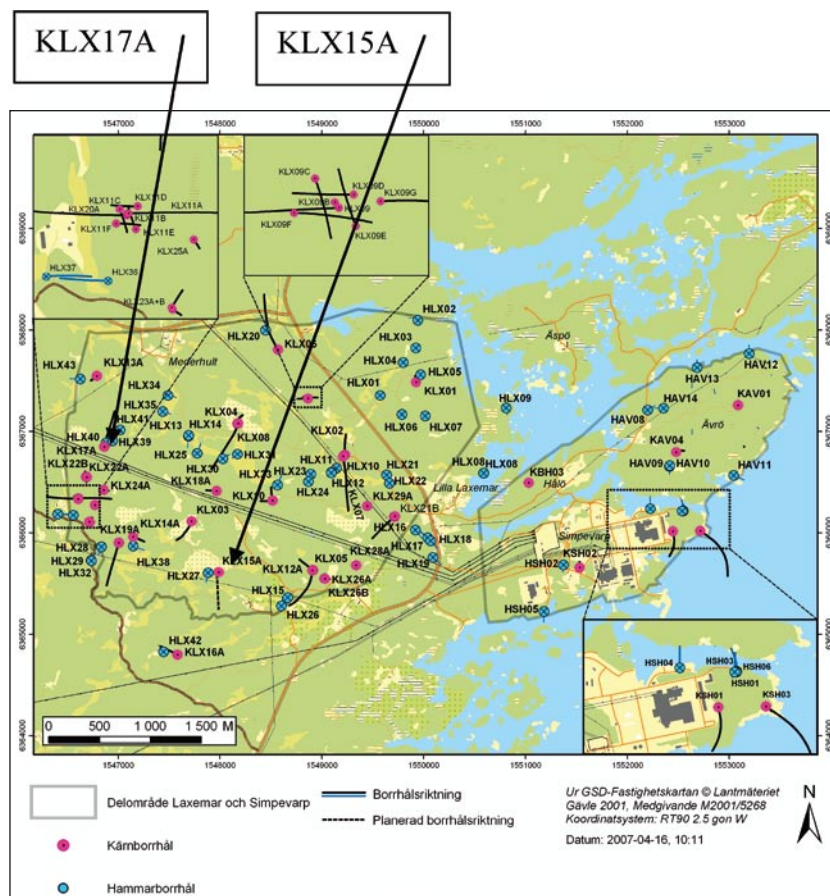 KLX17A
KLX15A
1547000
1548000
1549000
1550000
1551000
1552000
1553000
KLX11C
KLX11D
KLX20A
KLX11A
KLX11B
KLX11F
KLX11E
KLX25A
HLX37
HLX36
KLX23A+B
KLX09C
KLX09D
KLX09B
KLX09
KLX09G
KLX09F
KLX09E
6369000
6368000
6367000
6366000
6365000
6364000
HLX02
HLX20
KLX06
HLX03
HLX04
HLX05
KLX01
HLX01
HLX06
HLX07
HLX09
Mederhult
Äspö
HLX43
KLX13A
HLX34
HLX35
HLX13
HLX14
KLX04
KLX08
HLX41
HLX40
HLX39
KLX17A
HLX25
HLX30
HLX31
KLX22B
KLX22A
KLX24A
KLX18A
HLX33
HLX23
HLX24
HLX11
HLX10
HLX12
KLX02
KLX10
KLX07
HLX21
HLX22
KLX29A
KLX21B
HLX08
HLX08
KBH03
Hålö
Lilla Laxemar
HAV12
HAV13
HAV14
HAV08
KAV01
KAV04
Ävrö
HAV09
HAV10
HAV11
KLX03
KLX14A
KLX19A
HLX28
HLX29
HLX32
HLX38
HLX27
KLX15A
KLX12A
KLX05
KLX28A
KLX26A
KLX26B
HLX15
HLX26
HLX16
HLX17
HLX18
HLX19
Simpevarp
HSH02
KSH02
HSH05
HLX42
KLX16A
HSH04
HSH03
HSH06
HSH01
KSH01
KSH03
0
500
1 000
1 500 M
Delområde Laxemar och Simpevarp
Kärnborrhål
Hammarborrhål
Borrhålsriktning
Planerad borrhålsriktning
Ur GSD-Fastighetskartan © Lantmäteriet
Gävle 2001, Medgivande M2001/5268
Koordinatsystem: RT90 2.5 gon W
Datum: 2007-04-16, 10:11
N